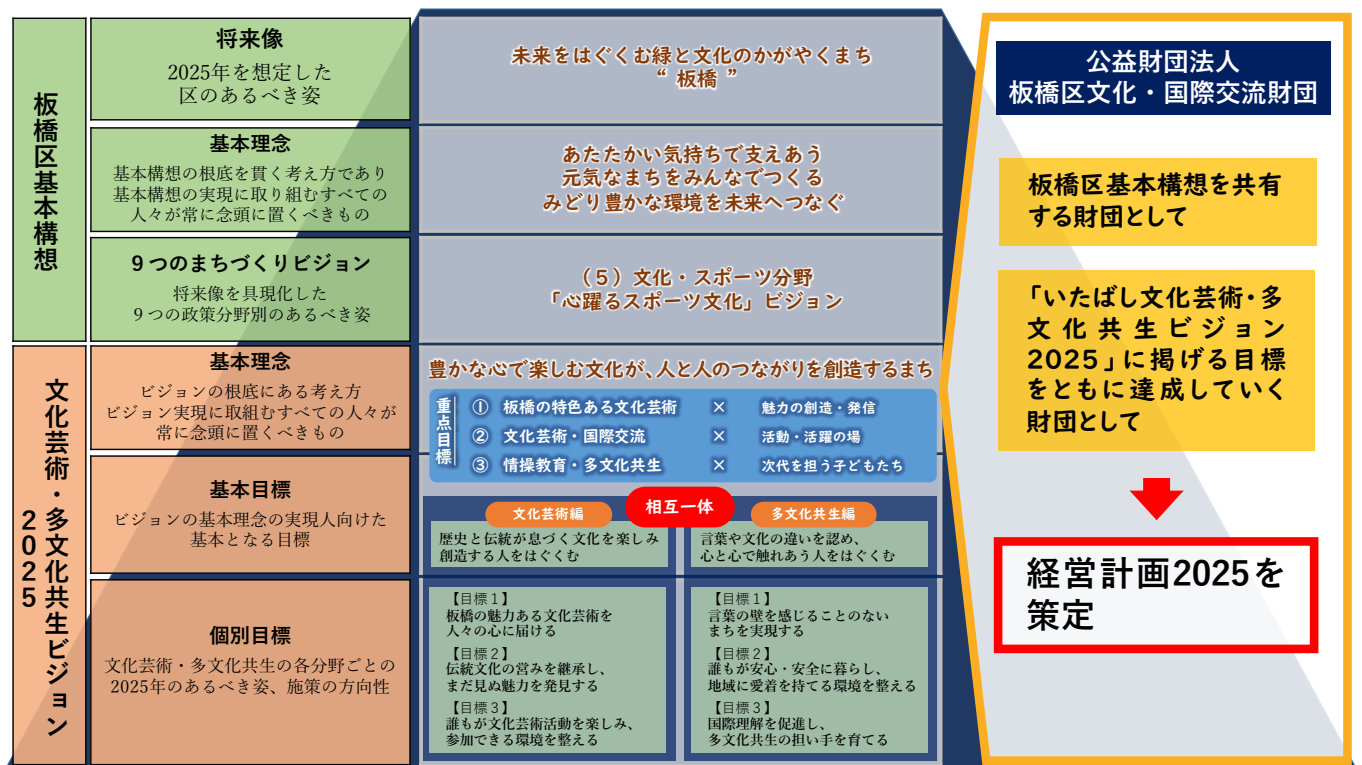 板橋区基本構想
将来像
2025年を想定した
区のあるべき姿
未来をはぐくむ緑と文化のかがやくまち
“ 板橋 ”
基本理念
基本構想の根底を貫く考え方であり
基本構想の実現に取り組むすべての
人々が常に念頭に置くべきもの
あたたかい気持ちで支えあう
元気なまちをみんなでつくる
みどり豊かな環境を未来へつなぐ
９つのまちづくりビジョン
将来像を具現化した
９つの政策分野別のあるべき姿
（５）文化・スポーツ分野
「心躍るスポーツ文化」ビジョン
文化芸術・多文化共生ビジョン
2025
基本理念
ビジョンの根底にある考え方
ビジョン実現に取組むすべての人々が
常に念頭に置くべきもの
豊かな心で楽しむ文化が、人と人のつながりを創造するまち
重点目標
① 板橋の特色ある文化芸術 × 魅力の創造・発信
② 文化芸術・国際交流 × 活動・活躍の場
③ 情操教育・多文化共生 × 次代を担う子どもたち
基本目標
ビジョンの基本理念の実現人向けた
基本となる目標
相互一体
文化芸術編
歴史と伝統が息づく文化を楽しみ
創造する人をはぐくむ
多文化共生編
言葉や文化の違いを認め、
心と心で触れあう人をはぐくむ
個別目標
文化芸術・多文化共生の各分野ごとの
2025年のあるべき姿、施策の方向性
【目標１】
板橋の魅力ある文化芸術を
人々の心に届ける
【目標２】
伝統文化の営みを継承し、
まだ見ぬ魅力を発見する
【目標３】
誰もが文化芸術活動を楽しみ、
参加できる環境を整える
【目標１】
言葉の壁を感じることのない
まちを実現する
【目標２】
誰もが安心・安全に暮らし、
地域に愛着を持てる環境を整える
【目標３】
国際理解を促進し、
多文化共生の担い手を育てる
公益財団法人
板橋区文化・国際交流財団
板橋区基本構想を共有
する財団として
「いたばし文化芸術・多
文化共生ビジョン
2025」に掲げる目標
をともに達成していく
財団として
経営計画2025を
策定